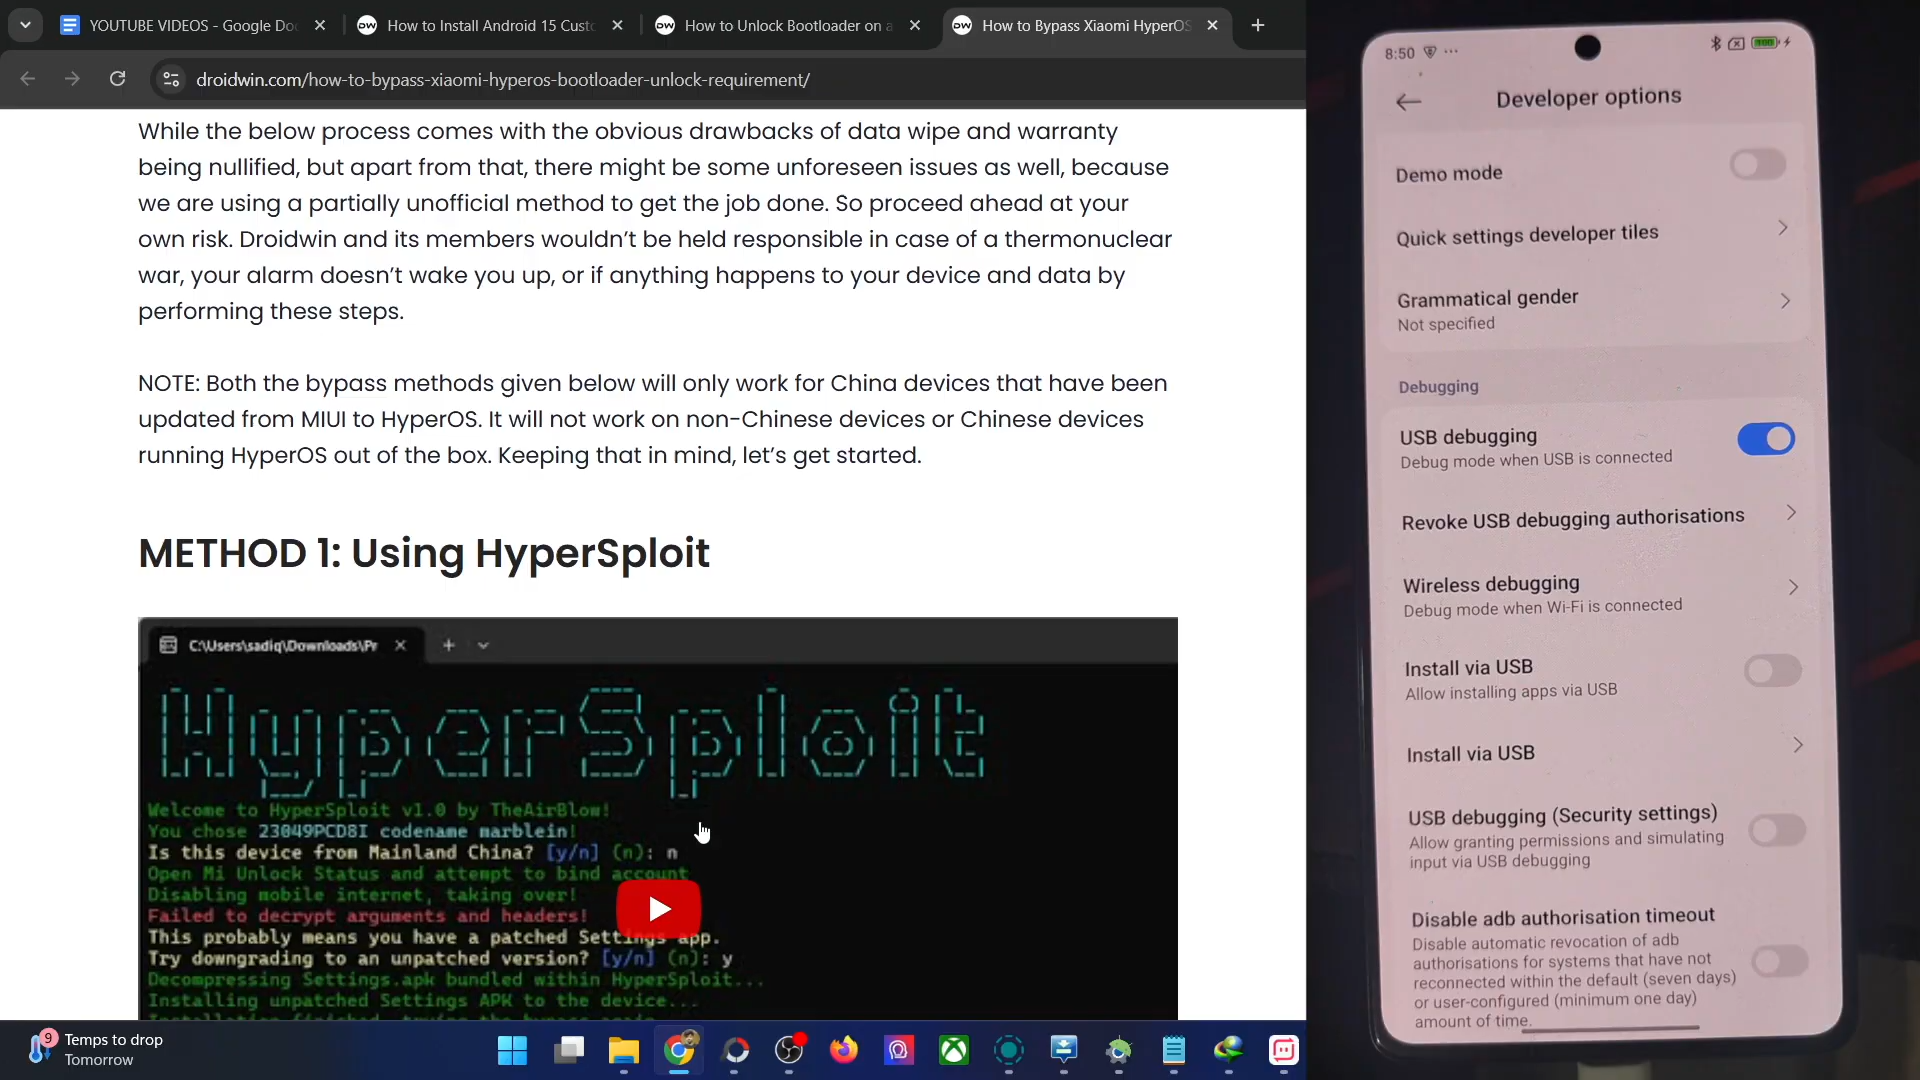 YOUTUBE VIDEOS - Google Do
How to Install Android 15 Custo
How to Unlock Bootloader on a
How to Bypass Xiaomi HyperOS
droidwin.com/how-to-bypass-xiaomi-hyperos-bootloader-unlock-requirement/
While the below process comes with the obvious drawbacks of data wipe and warranty
being nullified, but apart from that, there might be some unforeseen issues as well, because
we are using a partially unofficial method to get the job done. So proceed ahead at your
own risk. Droidwin and its members wouldn't be held responsible in case of a thermonuclear
war, your alarm doesn't wake you up, or if anything happens to your device and data by
performing these steps.
NOTE: Both the bypass methods given below will only work for China devices that have been
updated from MIUI to HyperOS. It will not work on non-Chinese devices or Chinese devices
running HyperOS out of the box. Keeping that in mind, let's get started.
METHOD 1: Using HyperSploit
C:\Users\sadiq\Downloads\Pr
HyperSploit
Welcome to HyperSploit v1.0 by TheAirBlow!
You chose 23049PCD8I codename marblein!
Is this device from Mainland China? [y/n] (n): n
Open Mi Unlock Status and attempt to bind account
Disabling mobile internet, taking over!
Failed to decrypt arguments and headers!
This probably means you have a patched Settings app.
Try downgrading to an unpatched version? [y/n] (n): y
Decompressing Settings.apk bundled within HyperSploit...
Installing unpatched Settings APK to the device...
9
Temps to drop
Tomorrow
8:50
100
Developer options
Demo mode
Quick settings developer tiles
Grammatical gender
Not specified
Debugging
USB debugging
Debug mode when USB is connected
Revoke USB debugging authorisations
Wireless debugging
Debug mode when Wi-Fi is connected
Install via USB
Allow installing apps via USB
Install via USB
USB debugging (Security settings)
Allow granting permissions and simulating
input via USB debugging
Disable adb authorisation timeout
Disable automatic revocation of adb
authorisations for systems that have not
reconnected within the default (seven days)
or user-configured (minimum one day)
amount of time.